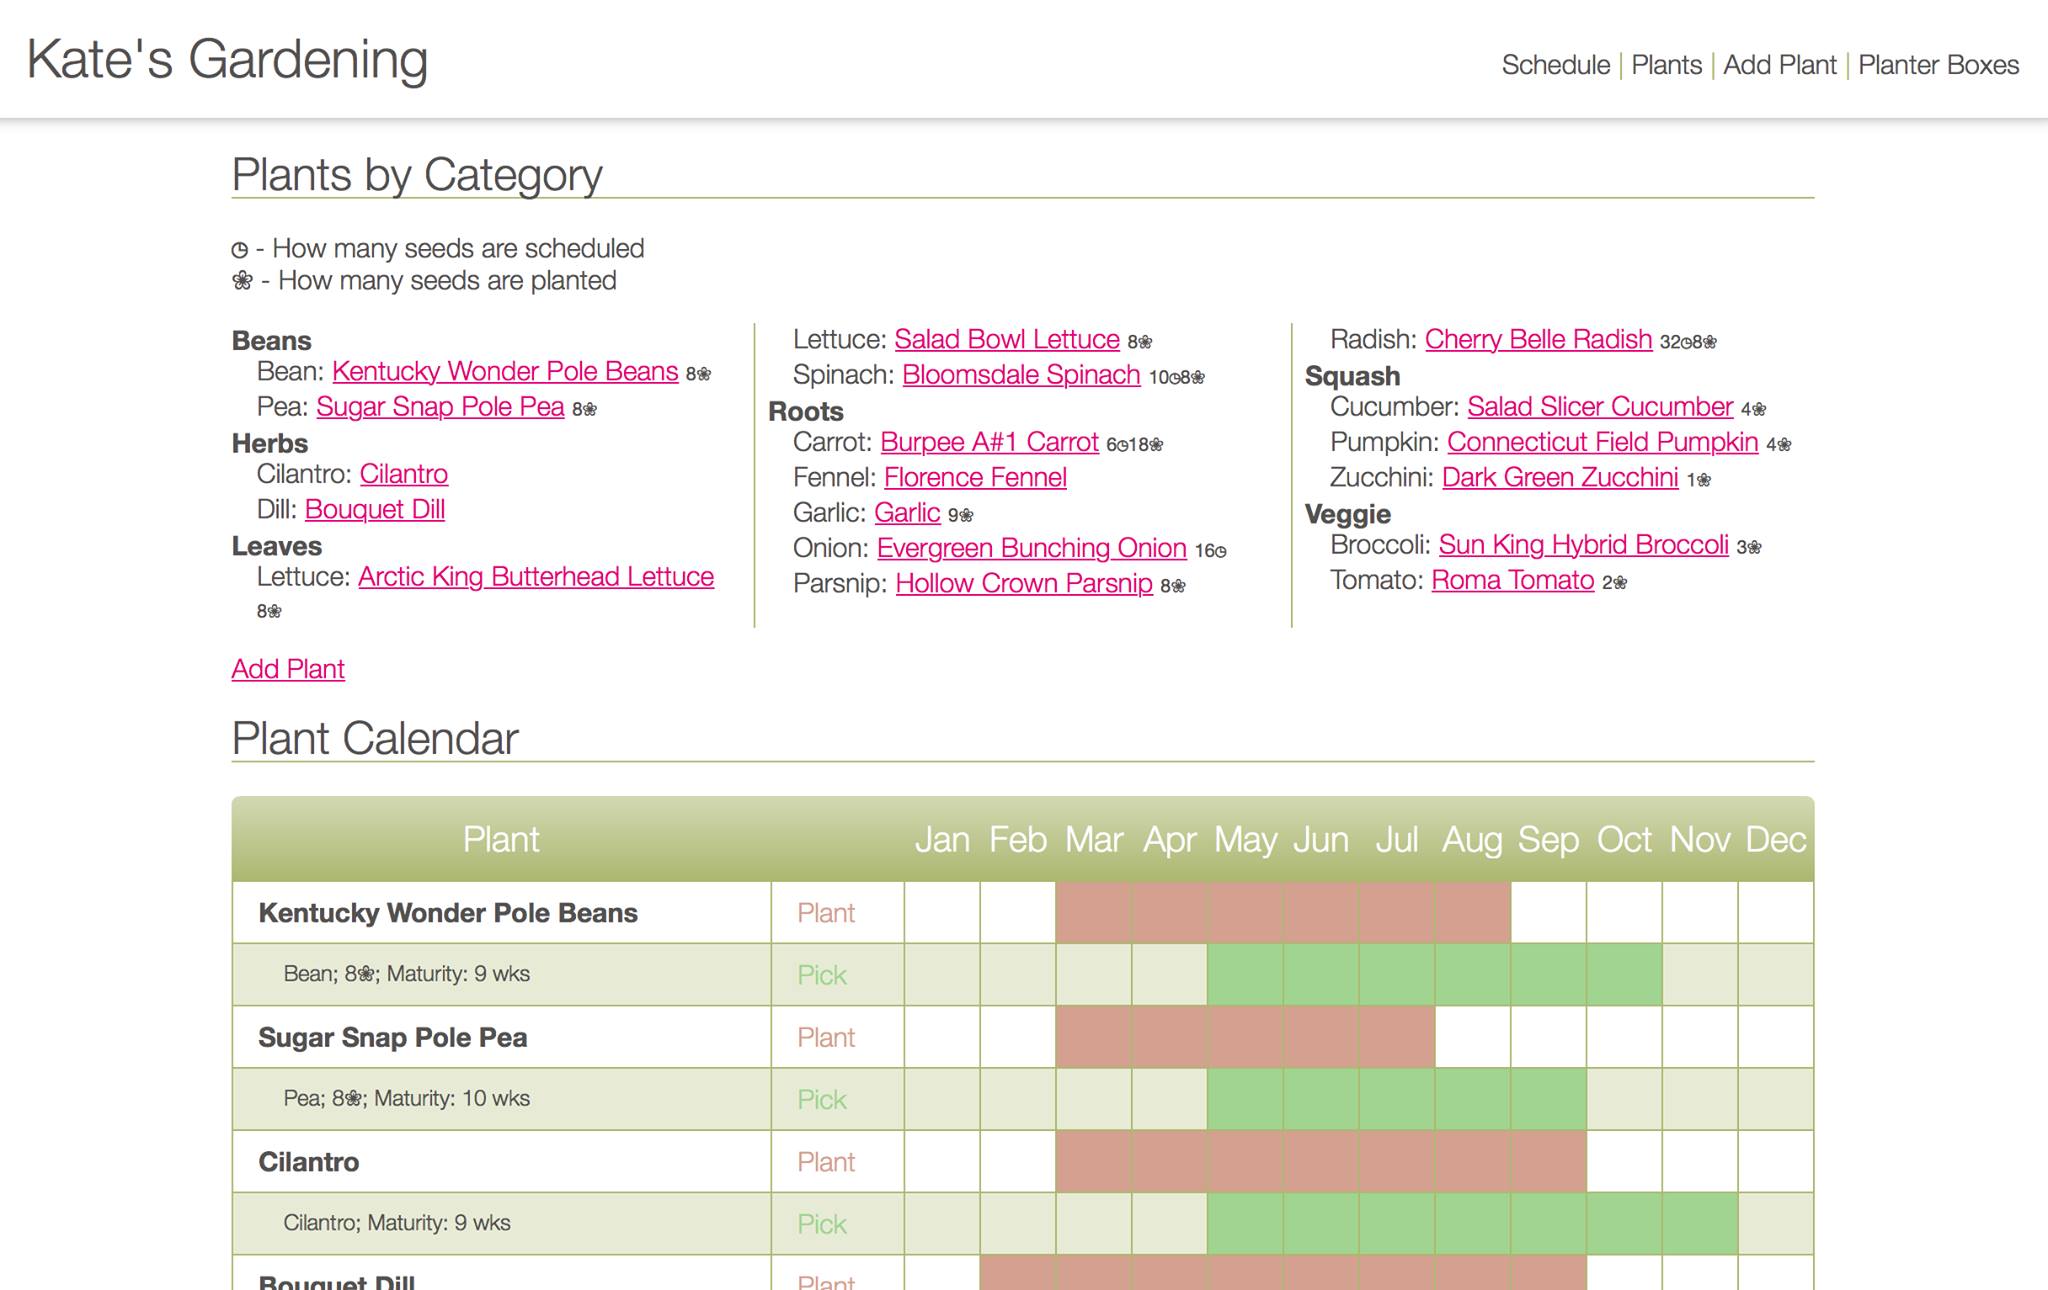 Kate's Gardening
Schedule | Plants | Add Plant | Planter Boxes
Plants by Category
◷ - How many seeds are scheduled
❀ - How many seeds are planted
Beans
Bean: Kentucky Wonder Pole Beans 8❀
Pea: Sugar Snap Pole Pea 8❀
Herbs
Cilantro: Cilantro
Dill: Bouquet Dill
Leaves
Lettuce: Arctic King Butterhead Lettuce
8❀
Lettuce: Salad Bowl Lettuce 8❀
Spinach: Bloomsdale Spinach 10◷8❀
Roots
Carrot: Burpee A#1 Carrot 6◷18❀
Fennel: Florence Fennel
Garlic: Garlic 9❀
Onion: Evergreen Bunching Onion 16◷
Parsnip: Hollow Crown Parsnip 8❀
Radish: Cherry Belle Radish 32◷8❀
Squash
Cucumber: Salad Slicer Cucumber 4❀
Pumpkin: Connecticut Field Pumpkin 4❀
Zucchini: Dark Green Zucchini 1❀
Veggie
Broccoli: Sun King Hybrid Broccoli 3❀
Tomato: Roma Tomato 2❀
Add Plant
Plant Calendar
Plant Jan Feb Mar Apr May Jun Jul Aug Sep Oct Nov Dec
Kentucky Wonder Pole Beans Plant
Bean; 8❀; Maturity: 9 wks Pick
Sugar Snap Pole Pea Plant
Pea; 8❀; Maturity: 10 wks Pick
Cilantro Plant
Cilantro; Maturity: 9 wks Pick
Bouquet Dill Plant